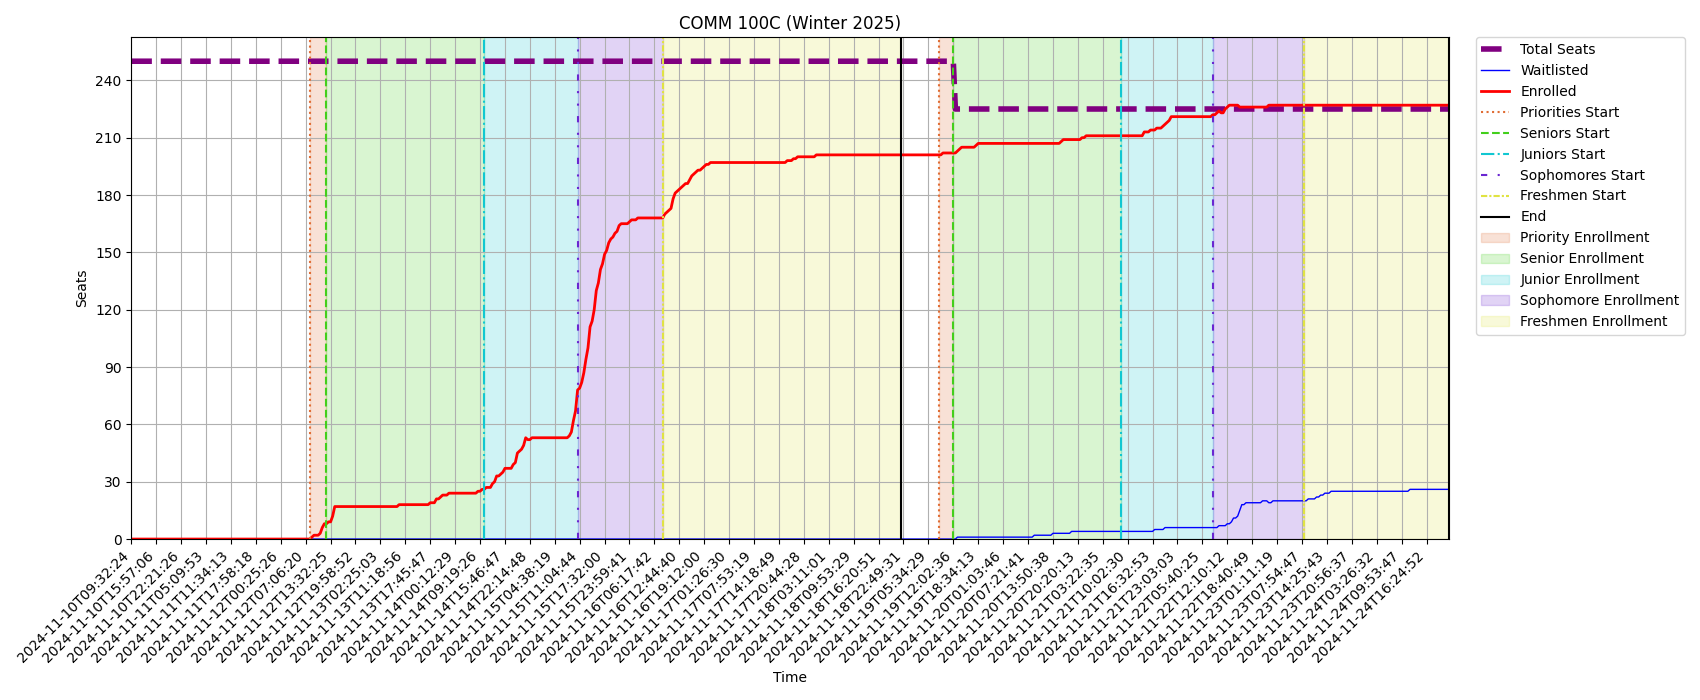 COMM 100C (Winter 2025)
Seats
240
210
180
150
120
90
60
30
0
2024-11-10T09:32:24
2024-11-10T15:57:06
2024-11-10T22:21:26
2024-11-11T05:09:53
2024-11-11T11:34:13
2024-11-11T17:58:18
2024-11-12T00:25:26
2024-11-12T07:06:20
2024-11-12T13:32:25
2024-11-12T19:58:52
2024-11-13T02:25:03
2024-11-13T11:18:56
2024-11-13T17:45:47
2024-11-14T00:12:29
2024-11-14T09:19:26
2024-11-14T15:46:47
2024-11-14T22:14:48
2024-11-15T04:38:19
2024-11-15T11:04:44
2024-11-15T17:32:00
2024-11-15T23:59:41
2024-11-16T06:17:42
2024-11-16T12:44:40
2024-11-16T19:12:00
2024-11-17T01:26:30
2024-11-17T07:53:19
2024-11-17T14:18:49
2024-11-17T20:44:28
2024-11-18T03:11:01
2024-11-18T09:53:29
2024-11-18T16:20:51
2024-11-18T22:49:31
2024-11-19T05:34:29
2024-11-19T12:02:36
2024-11-19T18:34:13
2024-11-20T01:03:46
2024-11-20T07:21:41
2024-11-20T13:50:38
2024-11-20T20:20:13
2024-11-21T03:22:35
2024-11-21T10:02:30
2024-11-21T16:32:53
2024-11-21T23:03:03
2024-11-22T05:40:25
2024-11-22T12:10:12
2024-11-22T18:40:49
2024-11-23T01:11:19
2024-11-23T07:54:47
2024-11-23T14:25:43
2024-11-23T20:56:37
2024-11-24T03:26:32
2024-11-24T09:53:47
2024-11-24T16:24:52
Time
Total Seats
Waitlisted
Enrolled
Priorities Start
Seniors Start
Juniors Start
Sophomores Start
Freshmen Start
End
Priority Enrollment
Senior Enrollment
Junior Enrollment
Sophomore Enrollment
Freshmen Enrollment